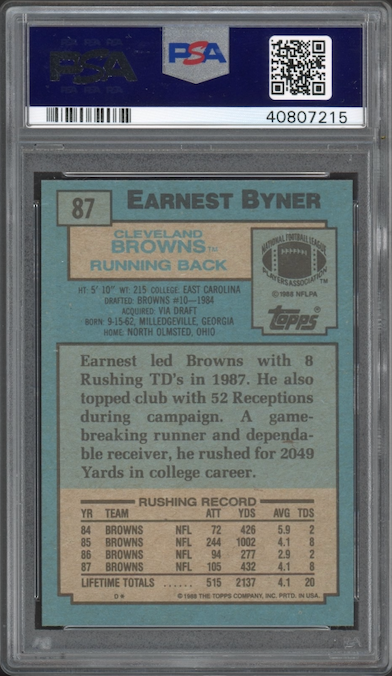 PSA
PSA
40807215
87
EARNEST BYNER
CLEVELAND
BROWNS™
RUNNING BACK
NATIONAL FOOTBALL LEAGUE
PLAYERS ASSOCIATION™
©1988 NFLPA
TOPPS
HT: 5' 10" WT: 215 COLLEGE: EAST CAROLINA
DRAFTED: BROWNS #10—1984
ACQUIRED: VIA DRAFT
BORN: 9-15-62, MILLEDGEVILLE, GEORGIA
HOME: NORTH OLMSTED, OHIO
Earnest led Browns with 8
Rushing TD's in 1987. He also
topped club with 52 Receptions
during campaign. A game-
breaking runner and dependa-
ble receiver, he rushed for 2049
Yards in college career.
RUSHING RECORD
YR TEAM ATT YDS AVG TDS
84 BROWNS NFL 72 426 5.9 2
85 BROWNS NFL 244 1002 4.1 8
86 BROWNS NFL 94 277 2.9 2
87 BROWNS NFL 105 432 4.1 8
LIFETIME TOTALS ...... 515 2137 4.1 20
D* ©1988 THE TOPPS COMPANY, INC. PRTD. IN USA.